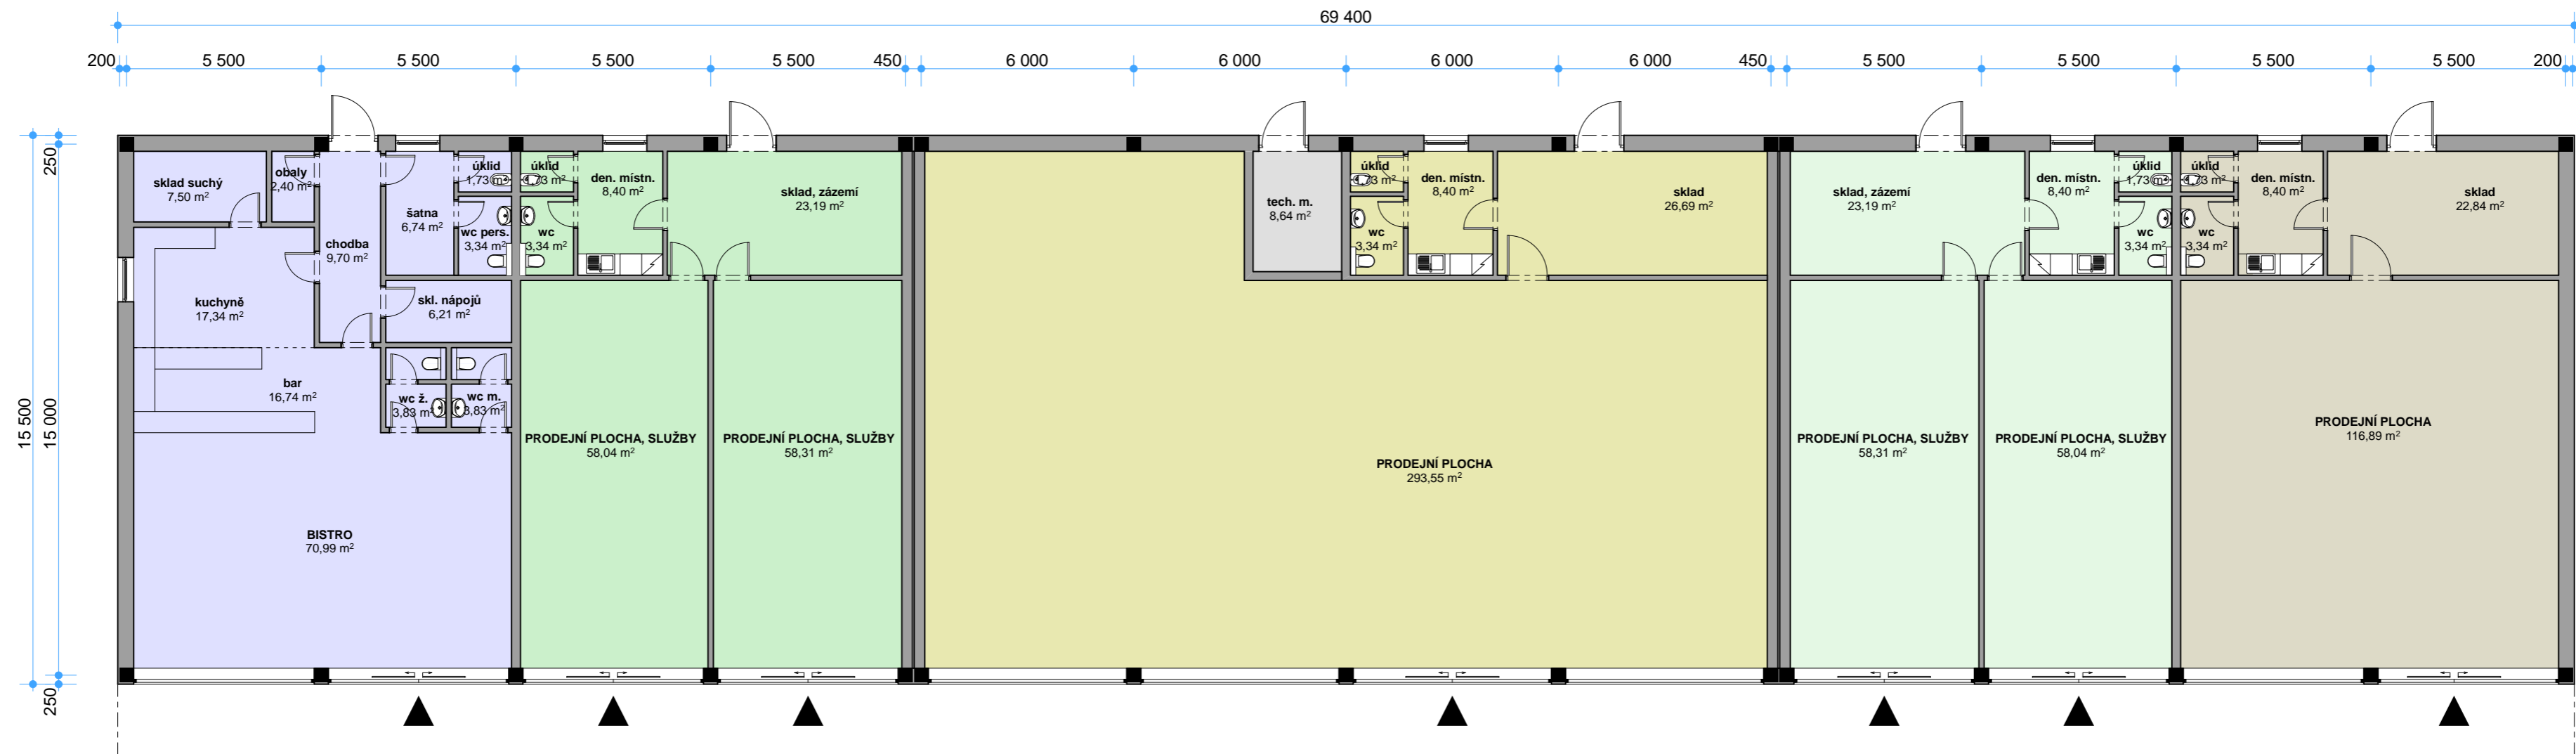 69 400
200 5 500 5 500 5 500 5 500 450 6 000 6 000 6 000 6 000 450 5 500 5 500 5 500 5 500 200
250
15 500
15 000
250
sklad suchý
7,50 m²
obaly
2,40 m²
chodba
9,70 m²
šatna
6,74 m²
úklid
1,73 m²
wc pers.
3,34 m²
kuchyně
17,34 m²
skl. nápojů
6,21 m²
bar
16,74 m²
wc ž.
3,83 m²
wc m.
3,83 m²
BISTRO
70,99 m²
úklid
73 m²
wc
3,34 m²
den. místn.
8,40 m²
sklad, zázemí
23,19 m²
PRODEJNÍ PLOCHA, SLUŽBY
58,04 m²
PRODEJNÍ PLOCHA, SLUŽBY
58,31 m²
tech. m.
8,64 m²
úklid
73 m²
wc
3,34 m²
den. místn.
8,40 m²
sklad
26,69 m²
PRODEJNÍ PLOCHA
293,55 m²
sklad, zázemí
23,19 m²
den. místn.
8,40 m²
úklid
1,73 m²
wc
3,34 m²
PRODEJNÍ PLOCHA, SLUŽBY
58,31 m²
PRODEJNÍ PLOCHA, SLUŽBY
58,04 m²
úklid
73 m²
wc
3,34 m²
den. místn.
8,40 m²
sklad
22,84 m²
PRODEJNÍ PLOCHA
116,89 m²